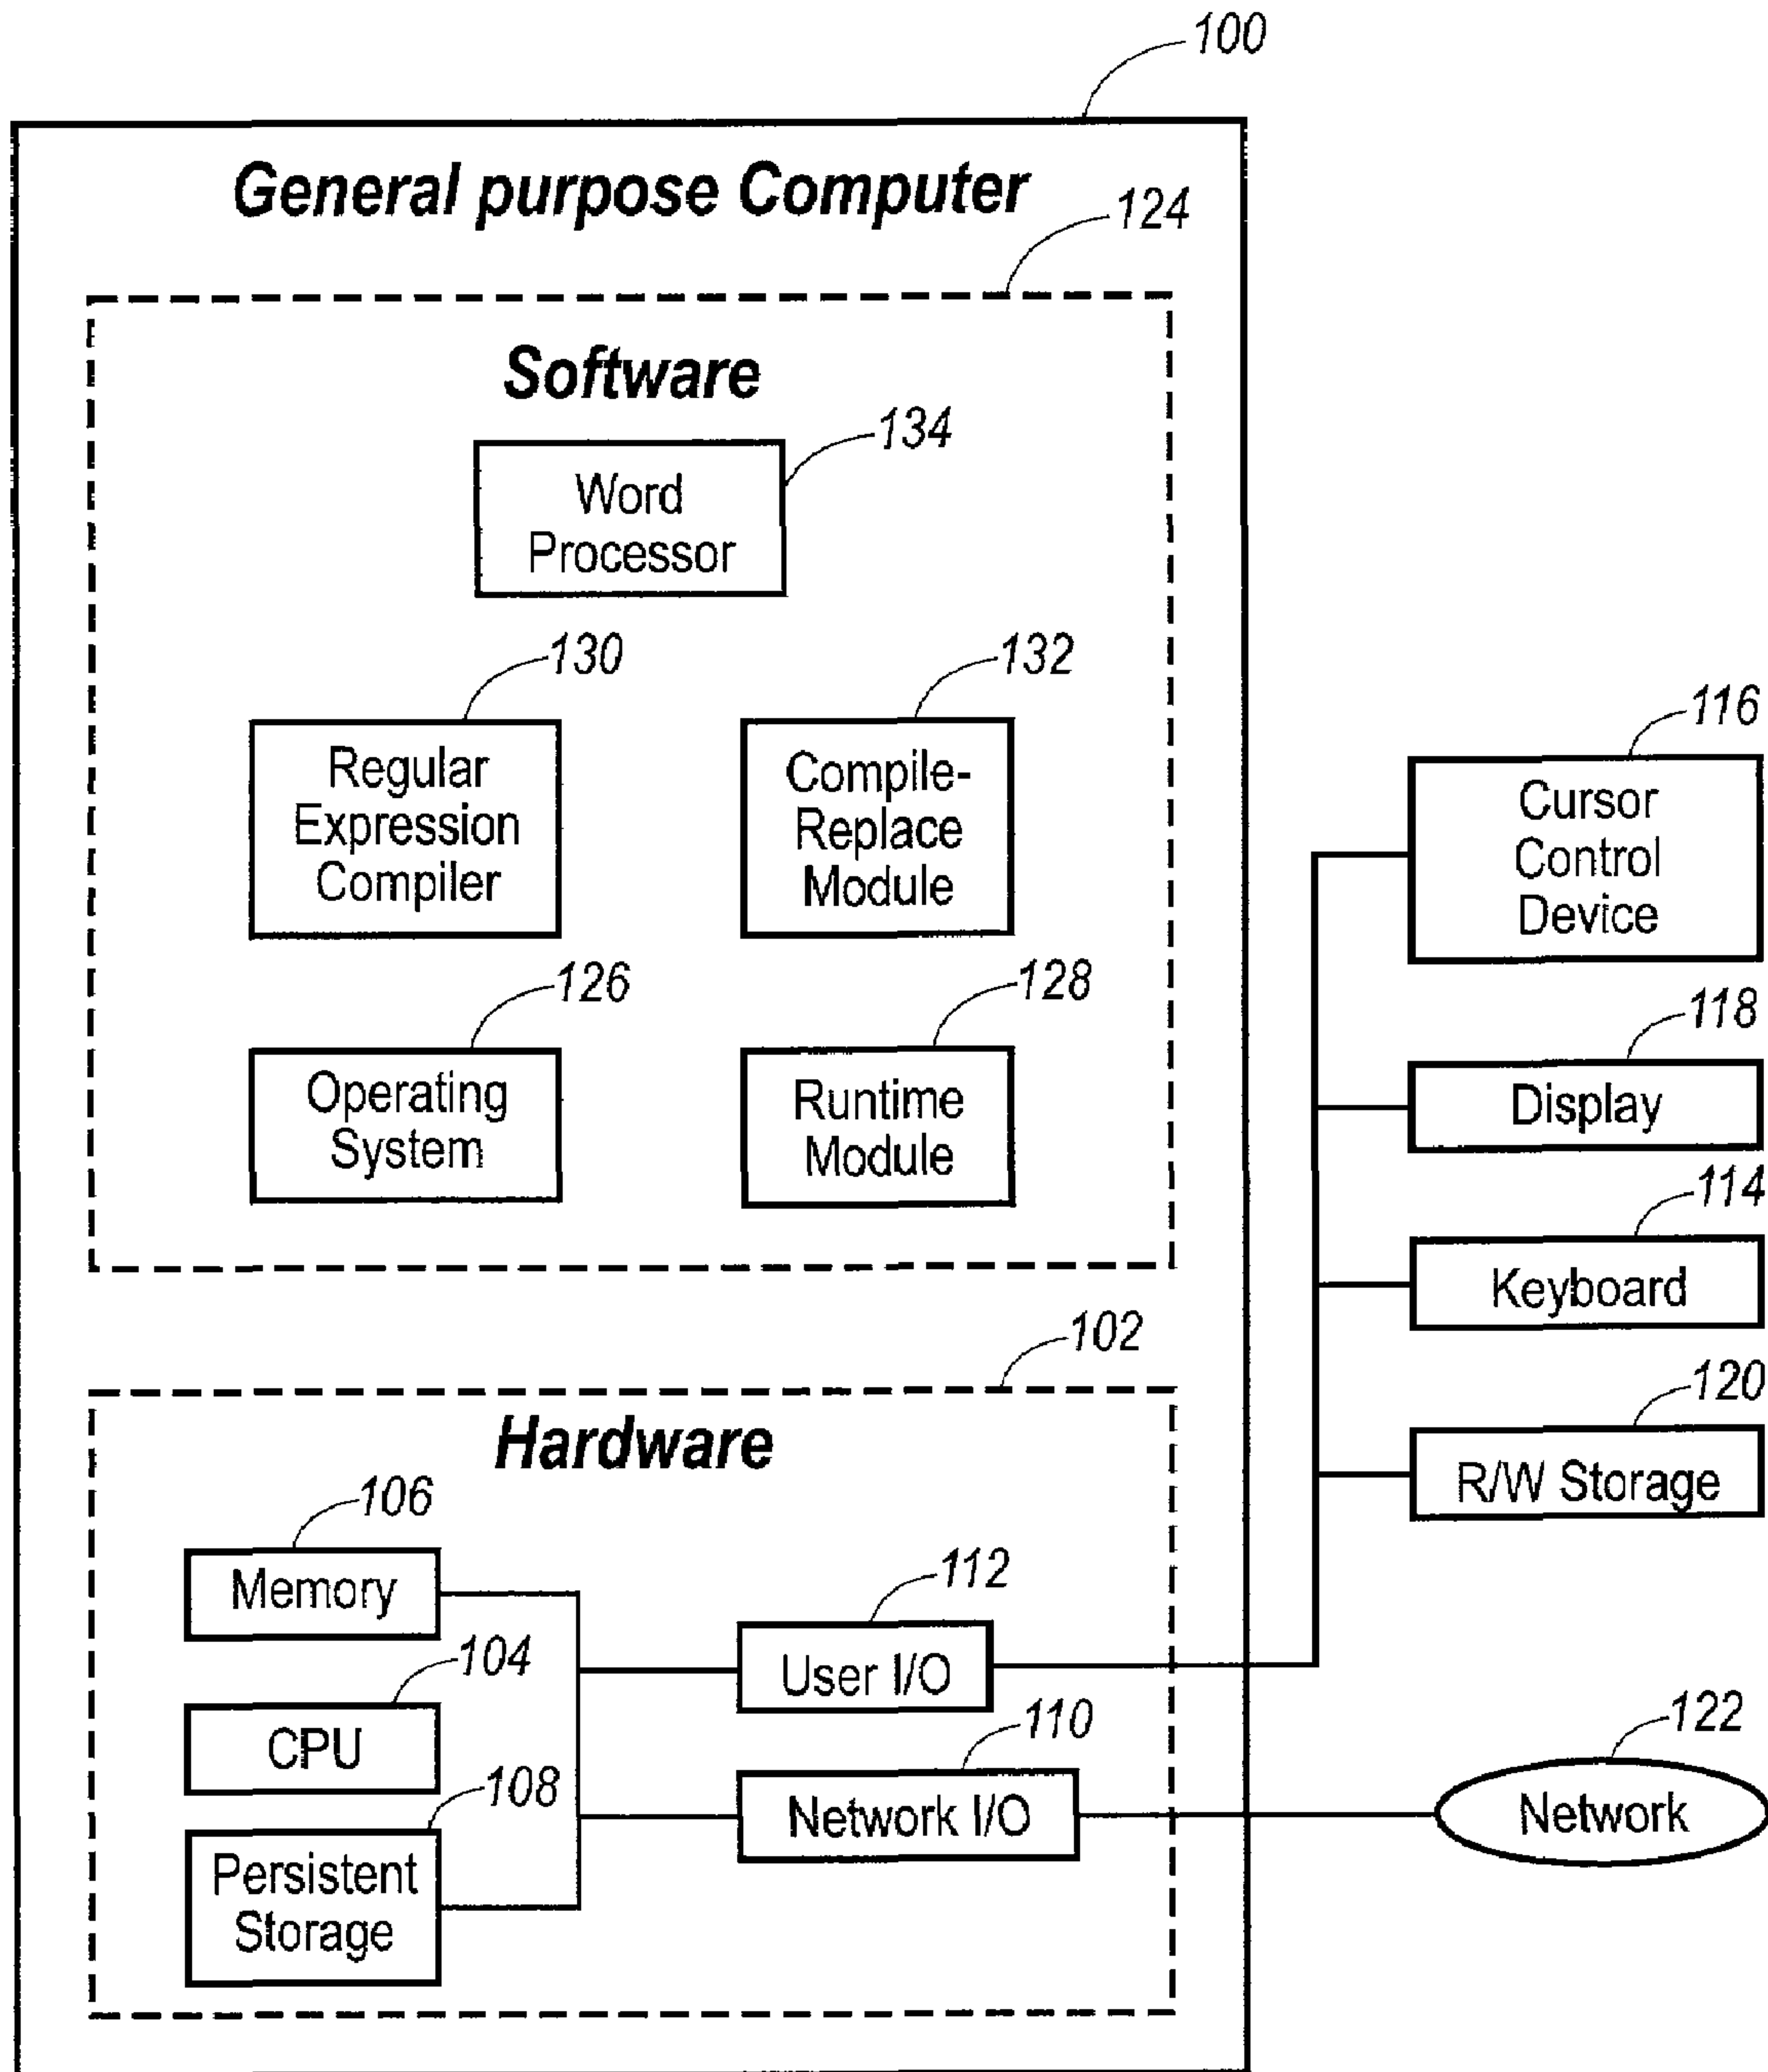 100
General purpose Computer
124
Software
134
Word
Processor
130
Regular
Expression
Compiler
132
Compile-
Replace
Module
126
Operating
System
128
Runtime
Module
116
Cursor
Control
Device
118
Display
114
Keyboard
120
R/W Storage
102
Hardware
106
Memory
104
CPU
108
Persistent
Storage
112
User I/O
110
Network I/O
122
Network